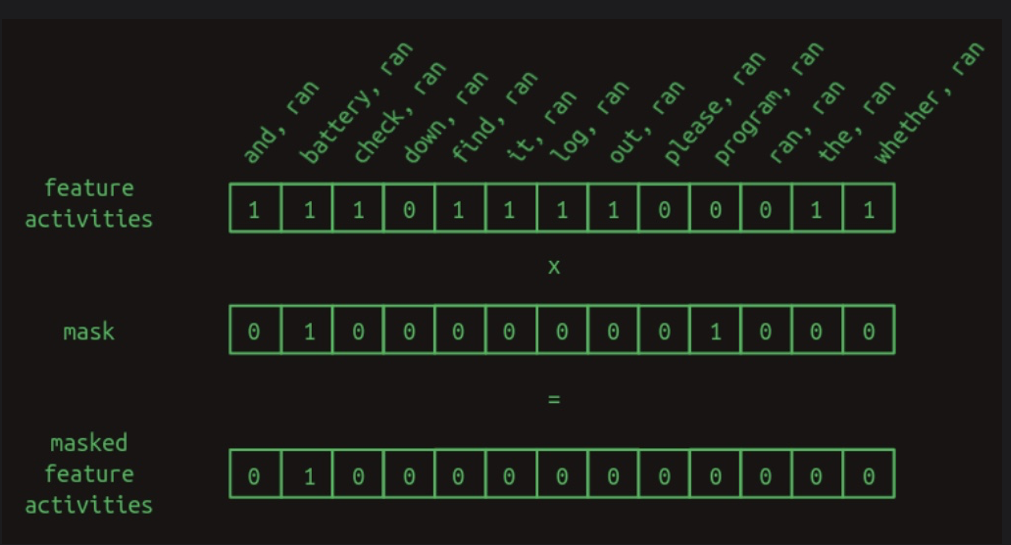 and, ran
battery, ran
check, ran
down, ran
find, ran
it, ran
log, ran
out, ran
please, ran
program, ran
ran, ran
the, ran
whether, ran
feature
activities
1 1 1 0 1 1 1 1 0 0 0 1 1
x
mask
0 1 0 0 0 0 0 0 0 1 0 0 0
=
masked
feature
activities
0 1 0 0 0 0 0 0 0 0 0 0 0